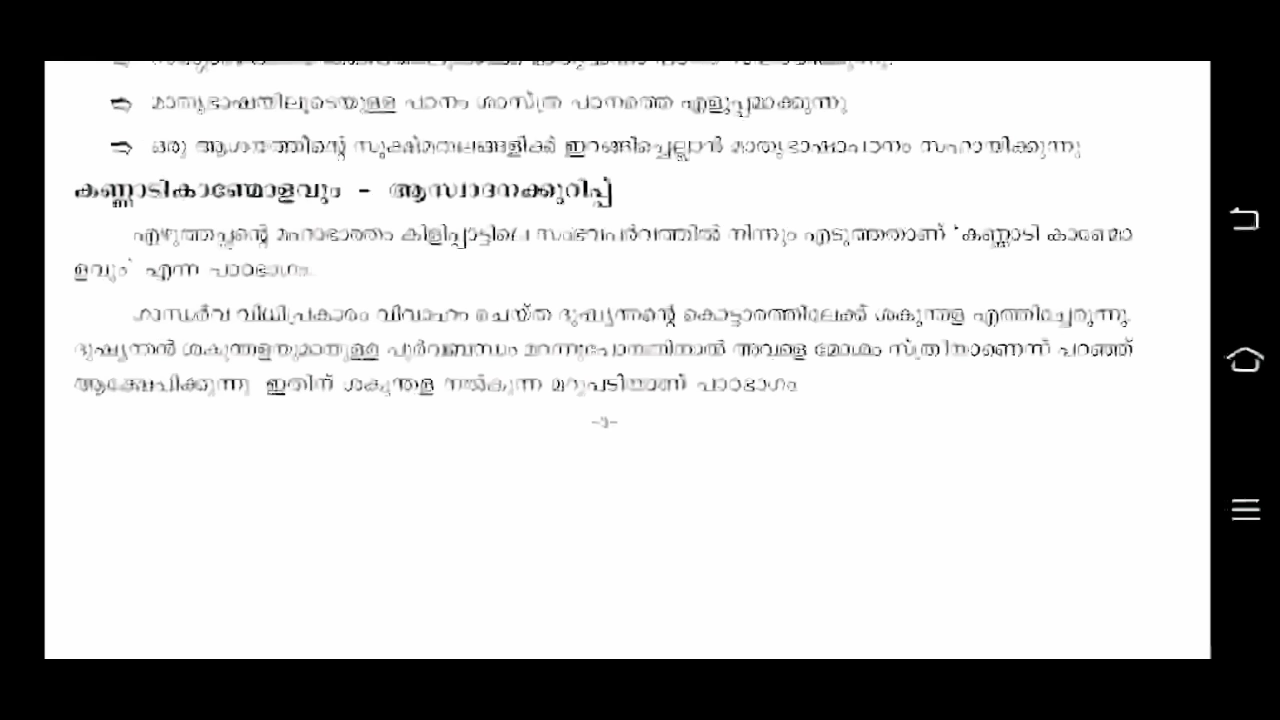 ⇒ മാതൃഭാഷയിലൂടെയുള്ള പഠനം ശാസ്ത്ര പഠനത്തെ എളുപ്പമാക്കുന്നു
⇒ ഒരു ആശയത്തിന്റെ സൂക്ഷ്മതലങ്ങളിലേക്ക് ഇറങ്ങിച്ചെല്ലാൻ മാതൃഭാഷാപഠനം സഹായിക്കുന്നു
കണ്ണാടികാണ്മോളവും - ആസ്വാദനക്കുറിപ്പ്
എഴുത്തച്ഛന്റെ മഹാഭാരതം കിളിപ്പാട്ടിലെ സംഭവപർവത്തിൽ നിന്നും എടുത്തതാണ് 'കണ്ണാടി കാണ്മോ
ളവും' എന്ന പാഠഭാഗം.
ഗാന്ധർവ വിധിപ്രകാരം വിവാഹം ചെയ്ത ദുഷ്യന്തന്റെ കൊട്ടാരത്തിലേക്ക് ശകുന്തള എത്തിച്ചേരുന്നു.
ദുഷ്യന്തൻ ശകുന്തളയുമായുള്ള പൂർവബന്ധം മറന്നുപോയതിനാൽ അവളെ മോശം സ്ത്രീയാണെന്ന് പറഞ്ഞ്
ആക്ഷേപിക്കുന്നു ഇതിന് ശകുന്തള നൽകുന്ന മറുപടിയാണ് പാഠഭാഗം